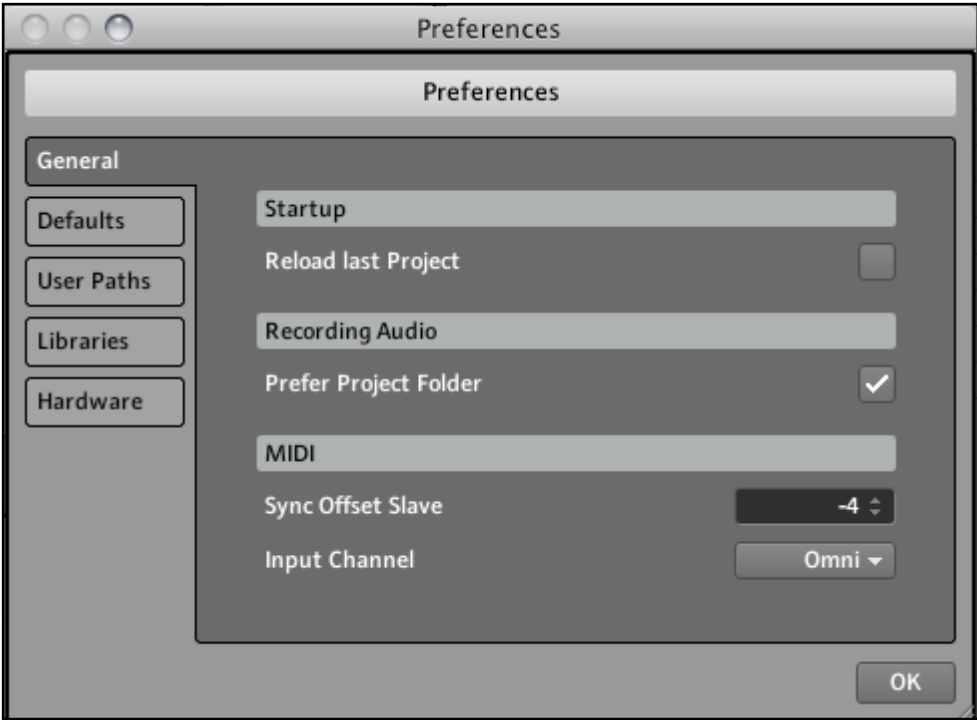 Preferences
Preferences
General
Defaults
User Paths
Libraries
Hardware
Startup
Reload last Project
Recording Audio
Prefer Project Folder
MIDI
Sync Offset Slave -4
Input Channel Omni
OK